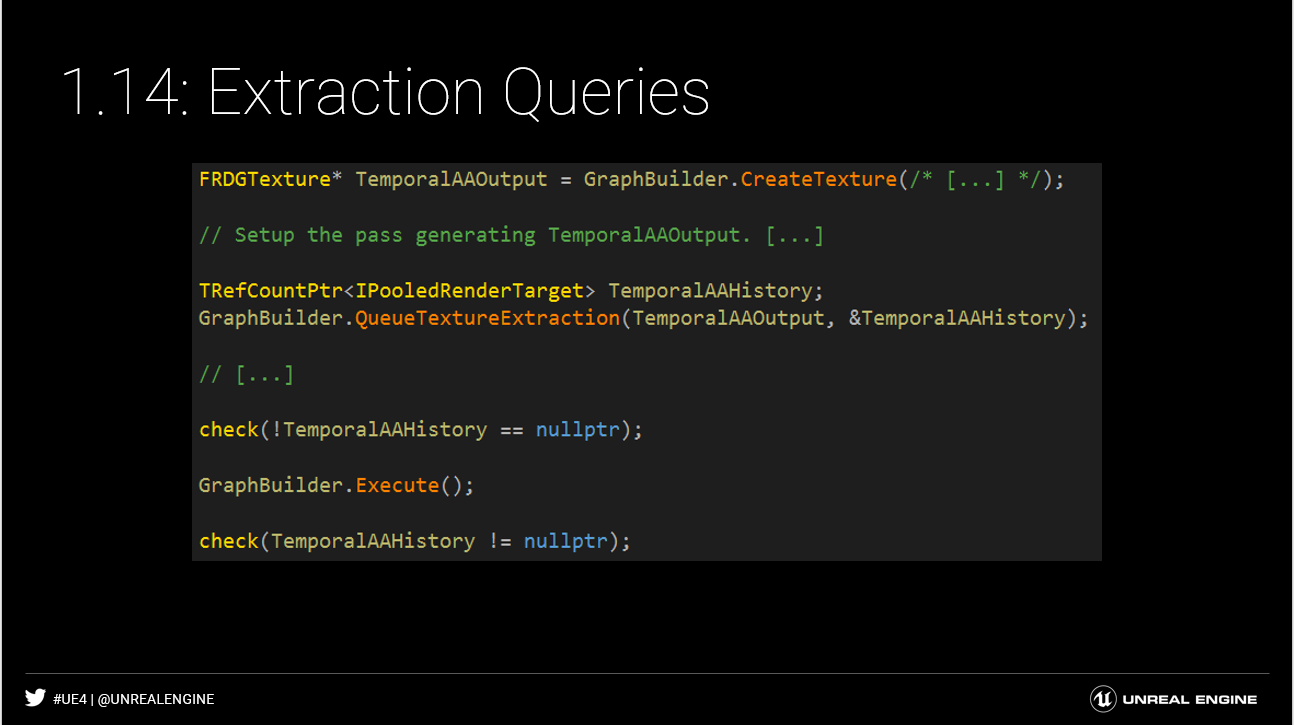 1.14: Extraction Queries
FRDGTexture* TemporalAAOutput = GraphBuilder.CreateTexture(/* [...] */);
// Setup the pass generating TemporalAAOutput. [...]
TRefCountPtr<IPooledRenderTarget> TemporalAAHistory;
GraphBuilder.QueueTextureExtraction(TemporalAAOutput, &TemporalAAHistory);
// [...]
check(!TemporalAAHistory == nullptr);
GraphBuilder.Execute();
check(TemporalAAHistory != nullptr);
#UE4 | @UNREALENGINE
UNREAL ENGINE